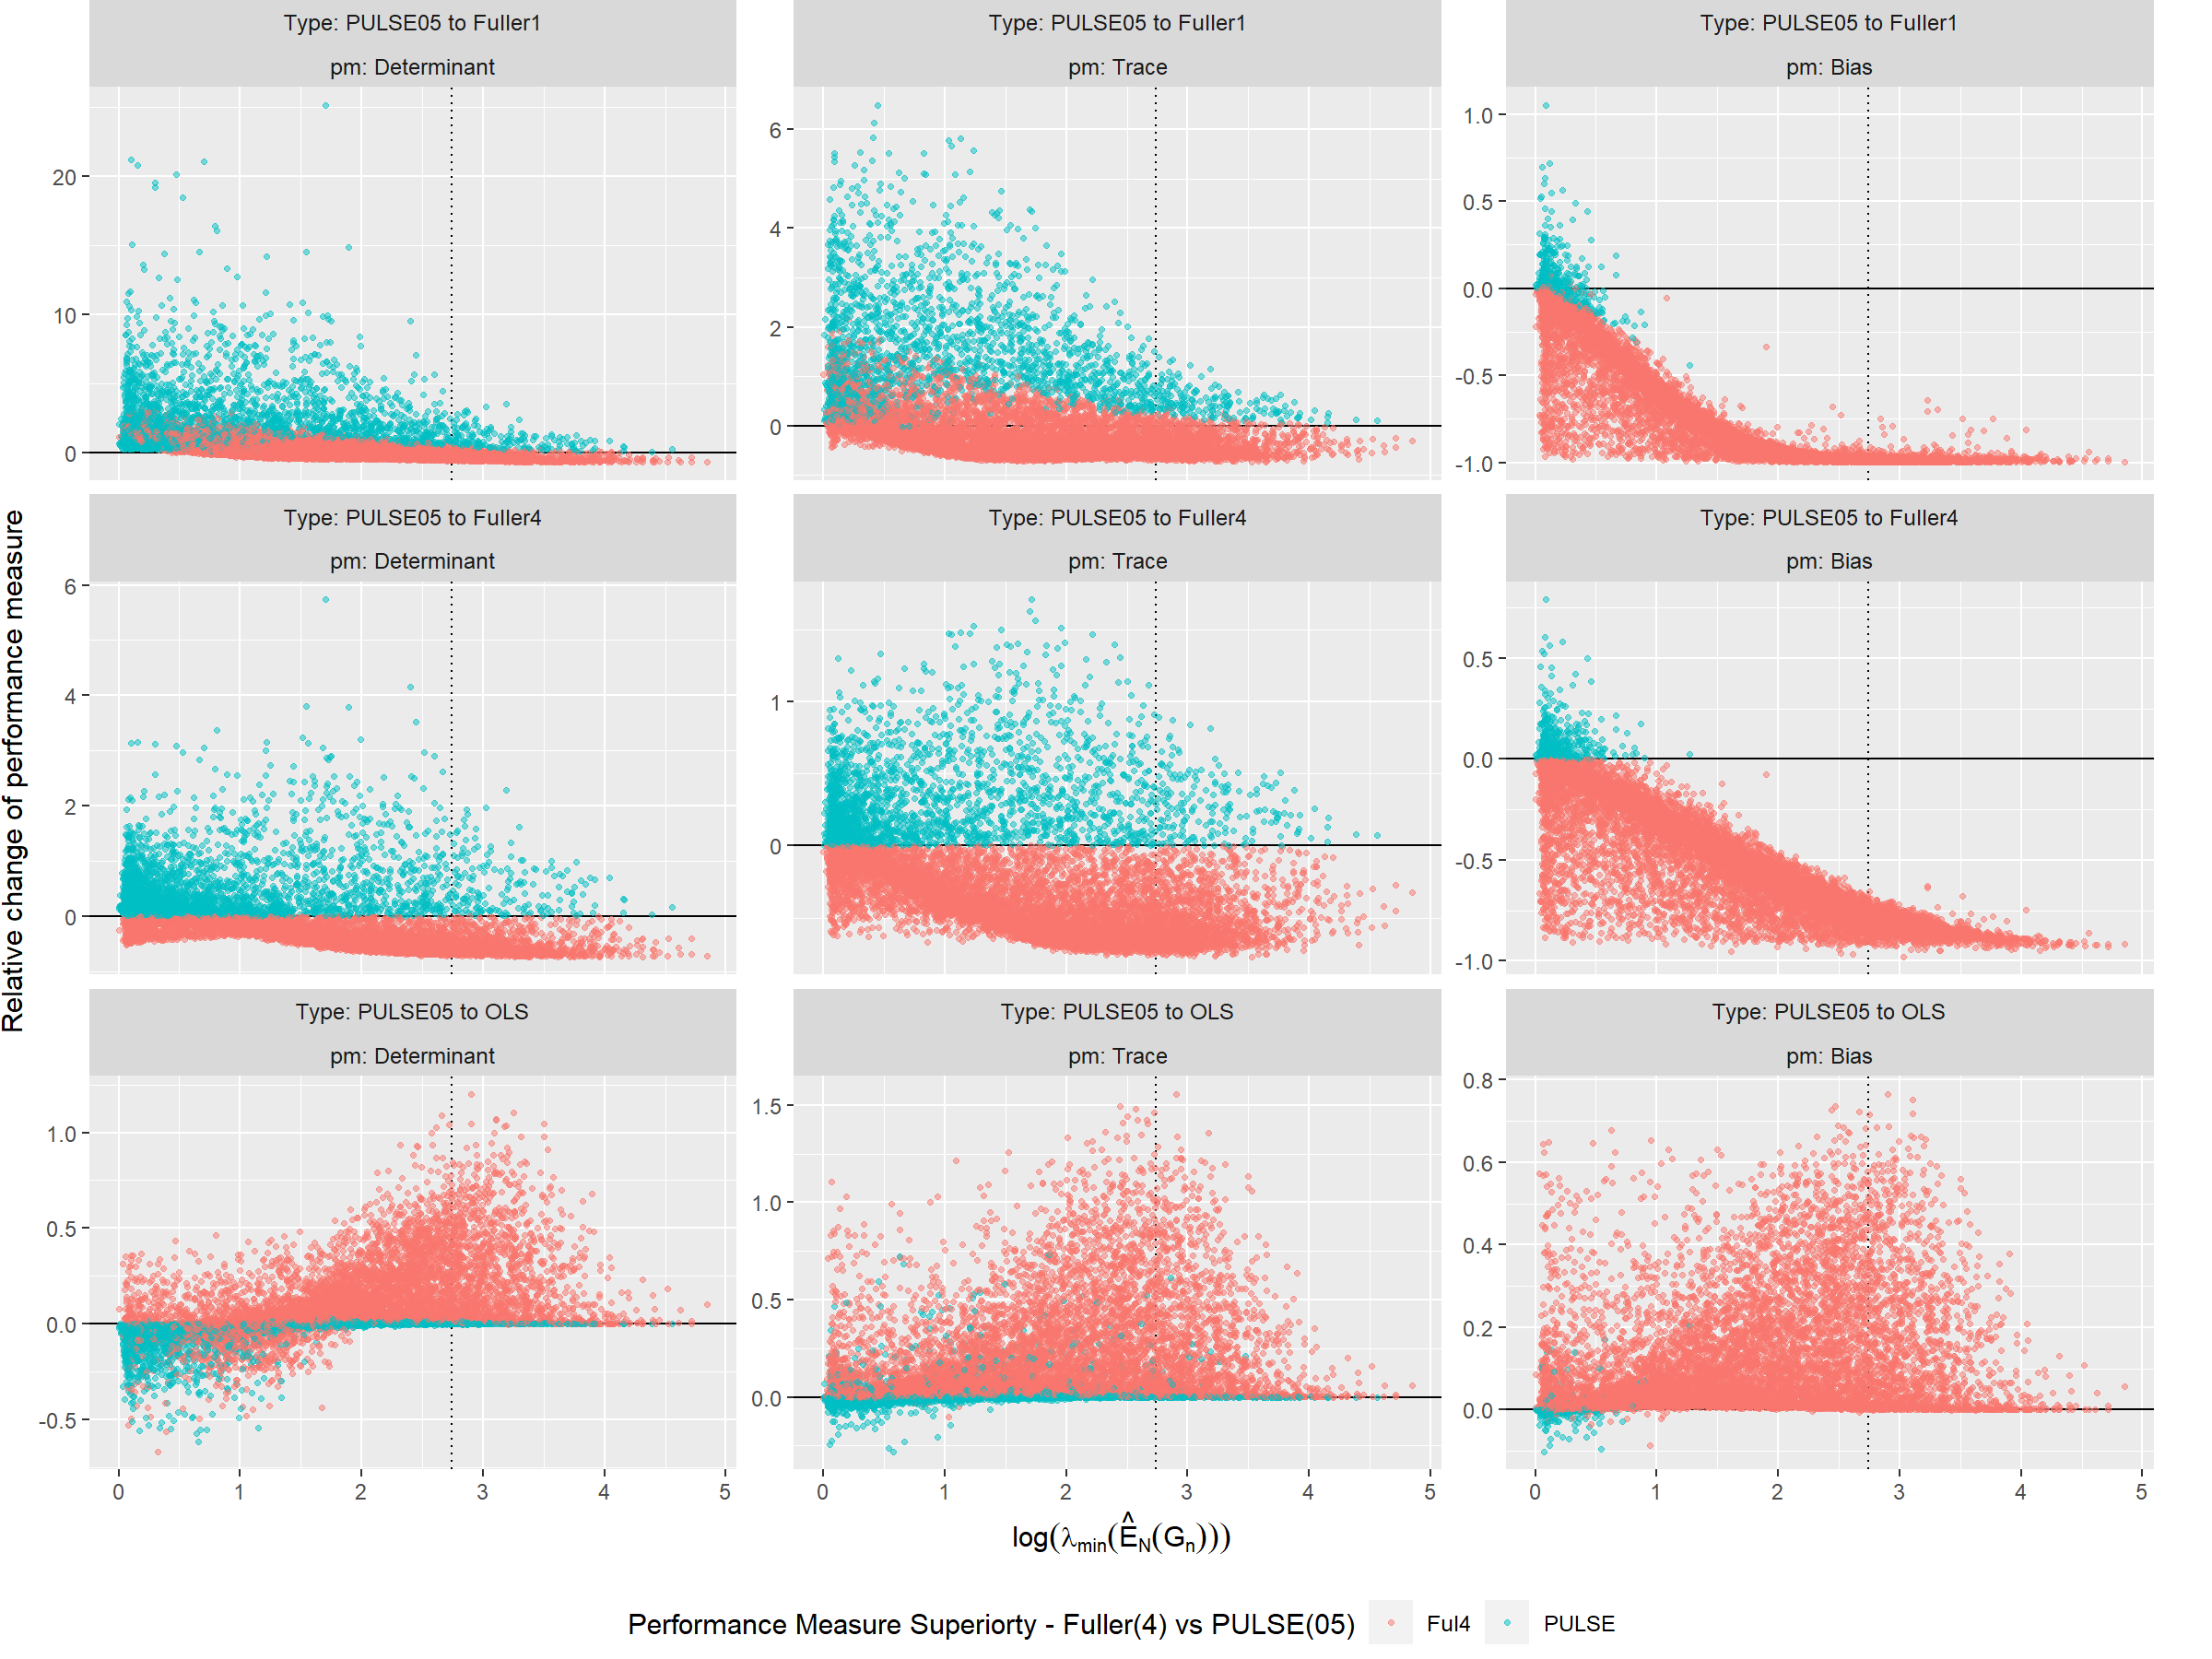 Type: PULSE05 to Fuller1
pm: Determinant
Type: PULSE05 to Fuller1
pm: Trace
Type: PULSE05 to Fuller1
pm: Bias
20
10
0
6
4
2
0
1.0
0.5
0.0
-0.5
-1.0
Relative change of performance measure
Type: PULSE05 to Fuller4
pm: Determinant
Type: PULSE05 to Fuller4
pm: Trace
Type: PULSE05 to Fuller4
pm: Bias
6
4
2
0
1
0
0.5
0.0
-0.5
-1.0
Type: PULSE05 to OLS
pm: Determinant
Type: PULSE05 to OLS
pm: Trace
Type: PULSE05 to OLS
pm: Bias
1.0
0.5
0.0
-0.5
1.5
1.0
0.5
0.0
0.8
0.6
0.4
0.2
0.0
0 1 2 3 4 5
0 1 2 3 4 5
0 1 2 3 4 5
log(λmin(ÊN(Gn)))
Performance Measure Superiorty - Fuller(4) vs PULSE(05) Ful4 PULSE